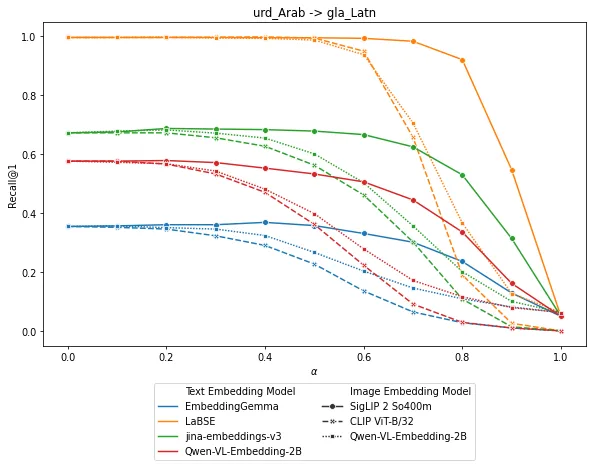 urd_Arab -> gla_Latn
1.0
0.8
0.6
0.4
0.2
0.0
Recall@1
0.0 0.2 0.4 0.6 0.8 1.0
α
Text Embedding Model Image Embedding Model
EmbeddingGemma SigLIP 2 So400m
LaBSE CLIP ViT-B/32
jina-embeddings-v3 Qwen-VL-Embedding-2B
Qwen-VL-Embedding-2B